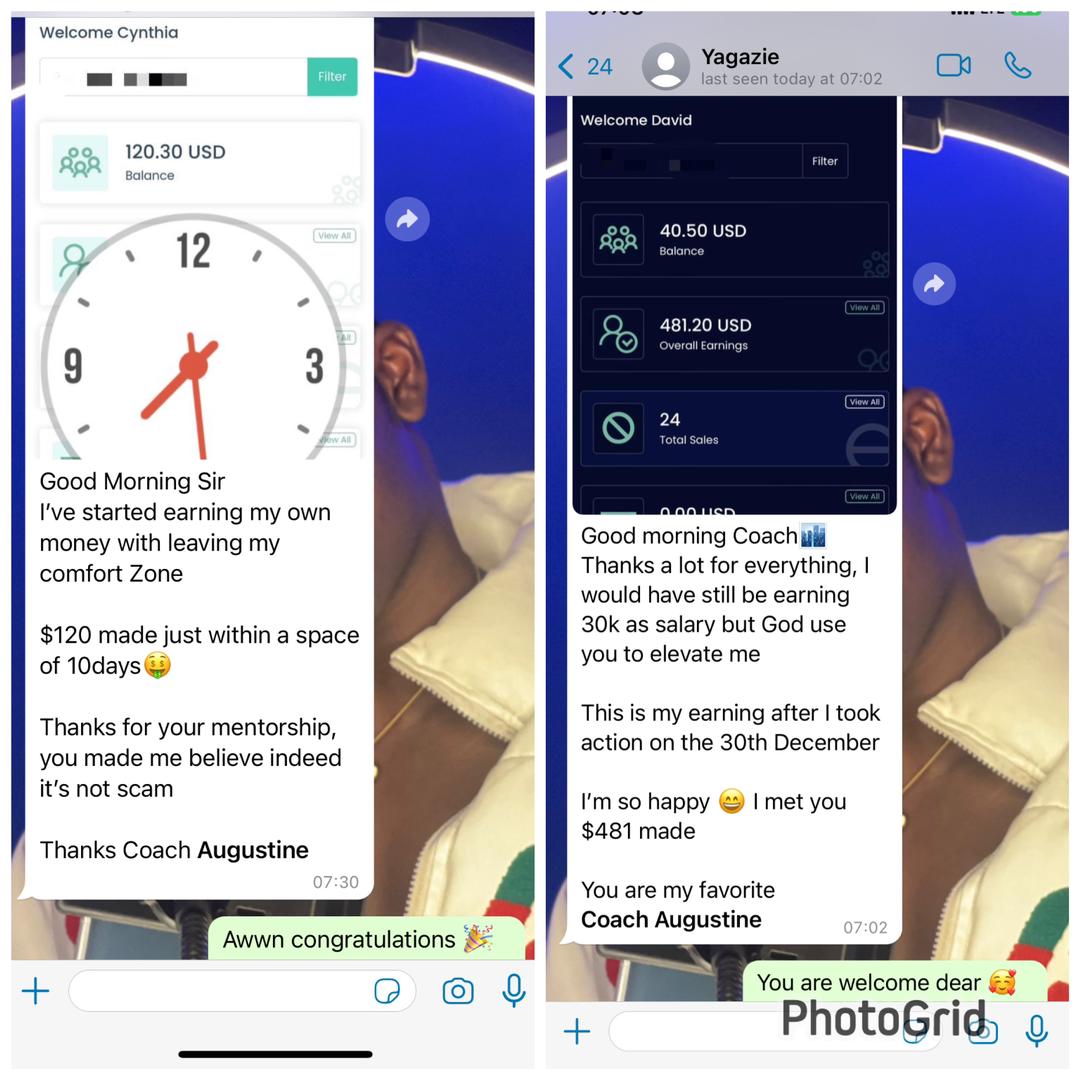 Welcome Cynthia
Filter
120.30 USD
Balance
View All
12
9
3
View All
Good Morning Sir
I've started earning my own
money with leaving my
comfort Zone
$120 made just within a space
of 10days🤑
Thanks for your mentorship,
you made me believe indeed
it's not scam
Thanks Coach Augustine
07:30
Awwn congratulations 🎉
24
Yagazie
last seen today at 07:02
Welcome David
Filter
40.50 USD
Balance
View All
481.20 USD
Overall Earnings
View All
24
Total Sales
View All
0.00 USD
Good morning Coach🏙️
Thanks a lot for everything, I
would have still be earning
30k as salary but God use
you to elevate me
This is my earning after I took
action on the 30th December
I'm so happy 😄 I met you
$481 made
You are my favorite
Coach Augustine
07:02
You are welcome dear 🥰
PhotoGrid